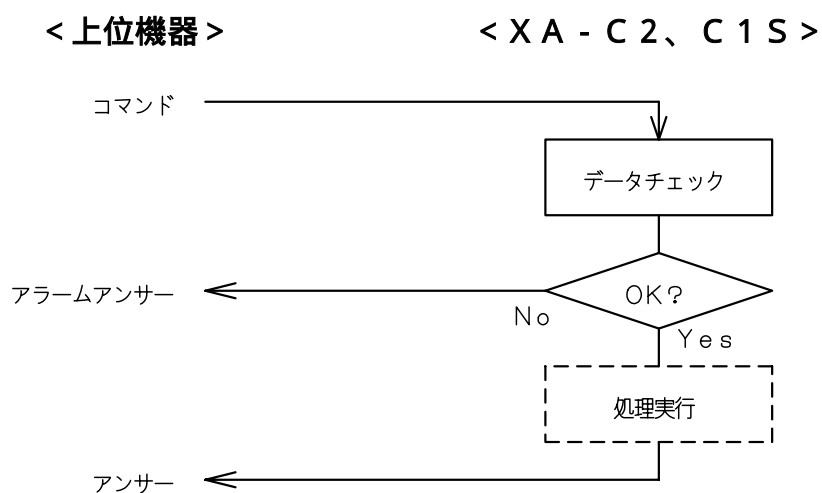 <上位機器> <XA-C2、C1S>
コマンド
データチェック
アラームアンサー OK?
No
Yes
処理実行
アンサー